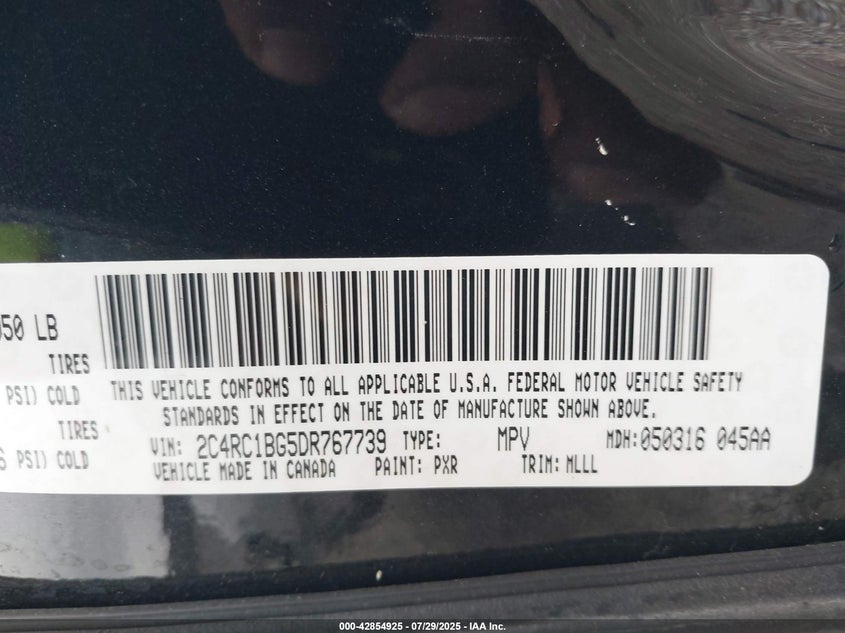 50 LB
TIRES
PSI) COLD
TIRES
PSI) COLD
THIS VEHICLE CONFORMS TO ALL APPLICABLE U.S.A. FEDERAL MOTOR VEHICLE SAFETY
STANDARDS IN EFFECT ON THE DATE OF MANUFACTURE SHOWN ABOVE.
VIN: 2C4RC1BG5DR767739 TYPE: MPV MDH:050316 045AA
VEHICLE MADE IN CANADA PAINT: PXR TRIM: MLLL
000-42854925 | 07/29/2025 - IAA Inc.